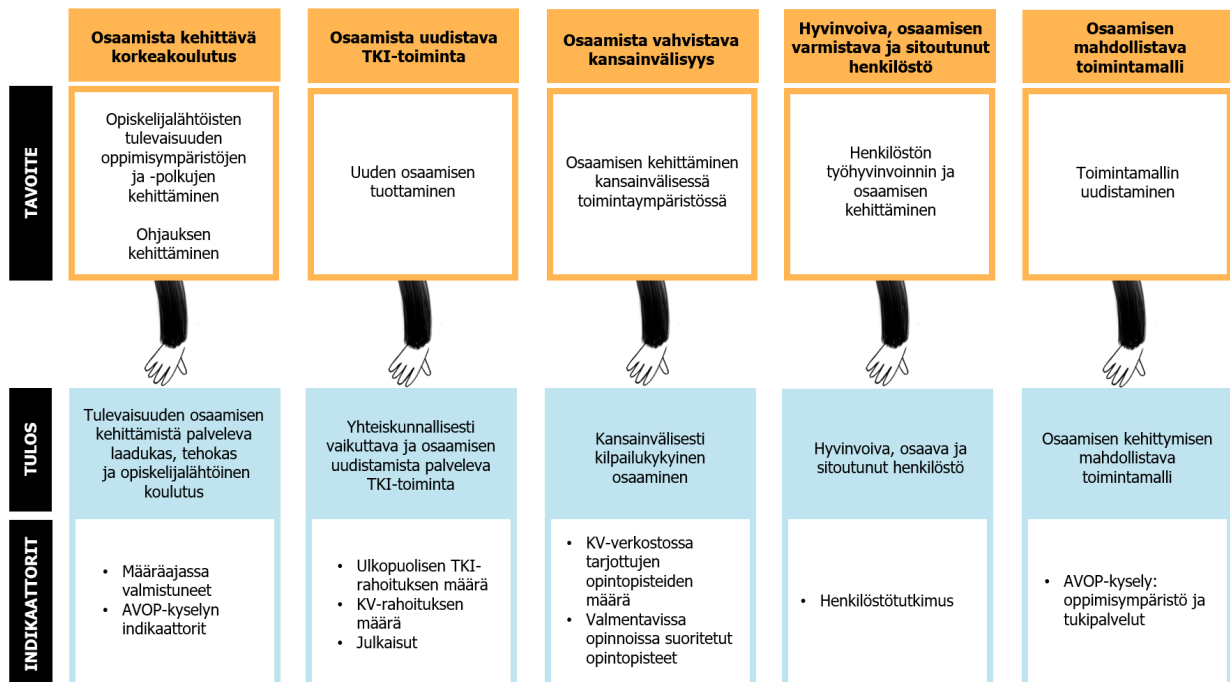 Osaamista kehittävä
korkeakoulutus
Osaamista uudistava
TKI-toiminta
Osaamista vahvistava
kansainvälisyys
Hyvinvoiva, osaamisen
varmistava ja sitoutunut
henkilöstö
Osaamisen
mahdollistava
toimintamalli
TAVOITE
Opiskelijalähtöisten
tulevaisuuden
oppimisympäristöjen
ja -polkujen
kehittäminen
Ohjauksen
kehittäminen
Uuden osaamisen
tuottaminen
Osaamisen kehittäminen
kansainvälisessä
toimintaympäristössä
Henkilöstön
työhyvinvoinnin ja
osaamisen
kehittäminen
Toimintamallin
uudistaminen
TULOS
Tulevaisuuden osaamisen
kehittämistä palveleva
laadukas, tehokas
ja opiskelijalähtöinen
koulutus
Yhteiskunnallisesti
vaikuttava ja osaamisen
uudistamista palveleva
TKI-toiminta
Kansainvälisesti
kilpailukykyinen
osaaminen
Hyvinvoiva, osaava ja
sitoutunut henkilöstö
Osaamisen kehittymisen
mahdollistava
toimintamalli
INDIKAATTORIT
• Määräajassa
valmistuneet
• AVOP-kyselyn
indikaattorit
• Ulkopuolisen TKI-
rahoituksen määrä
• KV-rahoituksen
määrä
• Julkaisut
• KV-verkostossa
tarjottujen
opintopisteiden
määrä
• Valmentavissa
opinnoissa suoritetut
opintopisteet
• Henkilöstötutkimus
• AVOP-kysely:
oppimisympäristö ja
tukipalvelut